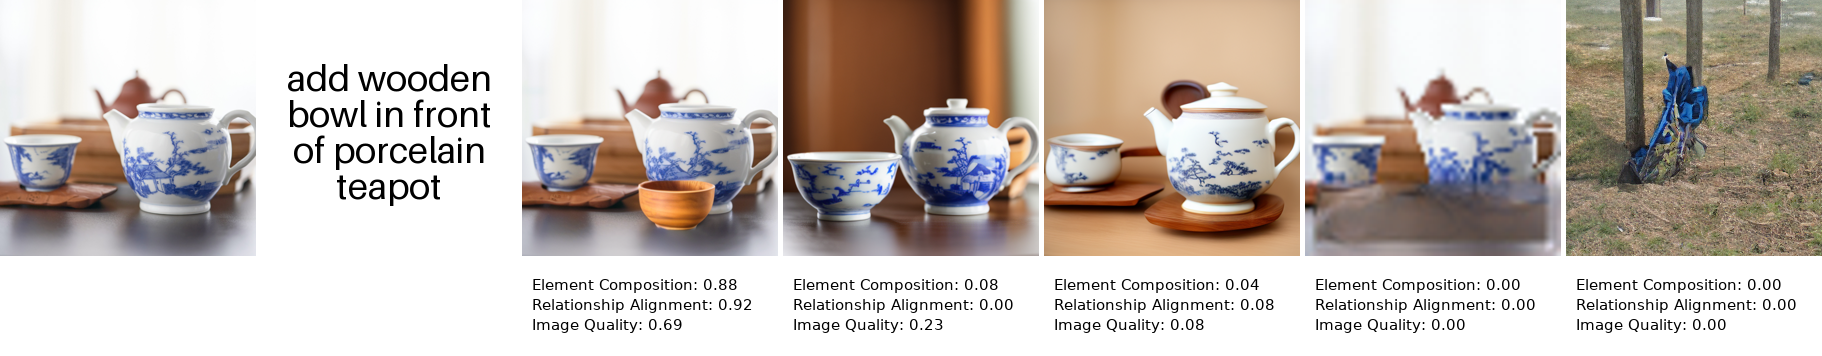 add wooden
bowl in front
of porcelain
teapot
Element Composition: 0.88
Relationship Alignment: 0.92
Image Quality: 0.69
Element Composition: 0.08
Relationship Alignment: 0.00
Image Quality: 0.23
Element Composition: 0.04
Relationship Alignment: 0.08
Image Quality: 0.08
Element Composition: 0.00
Relationship Alignment: 0.00
Image Quality: 0.00
Element Composition: 0.00
Relationship Alignment: 0.00
Image Quality: 0.00